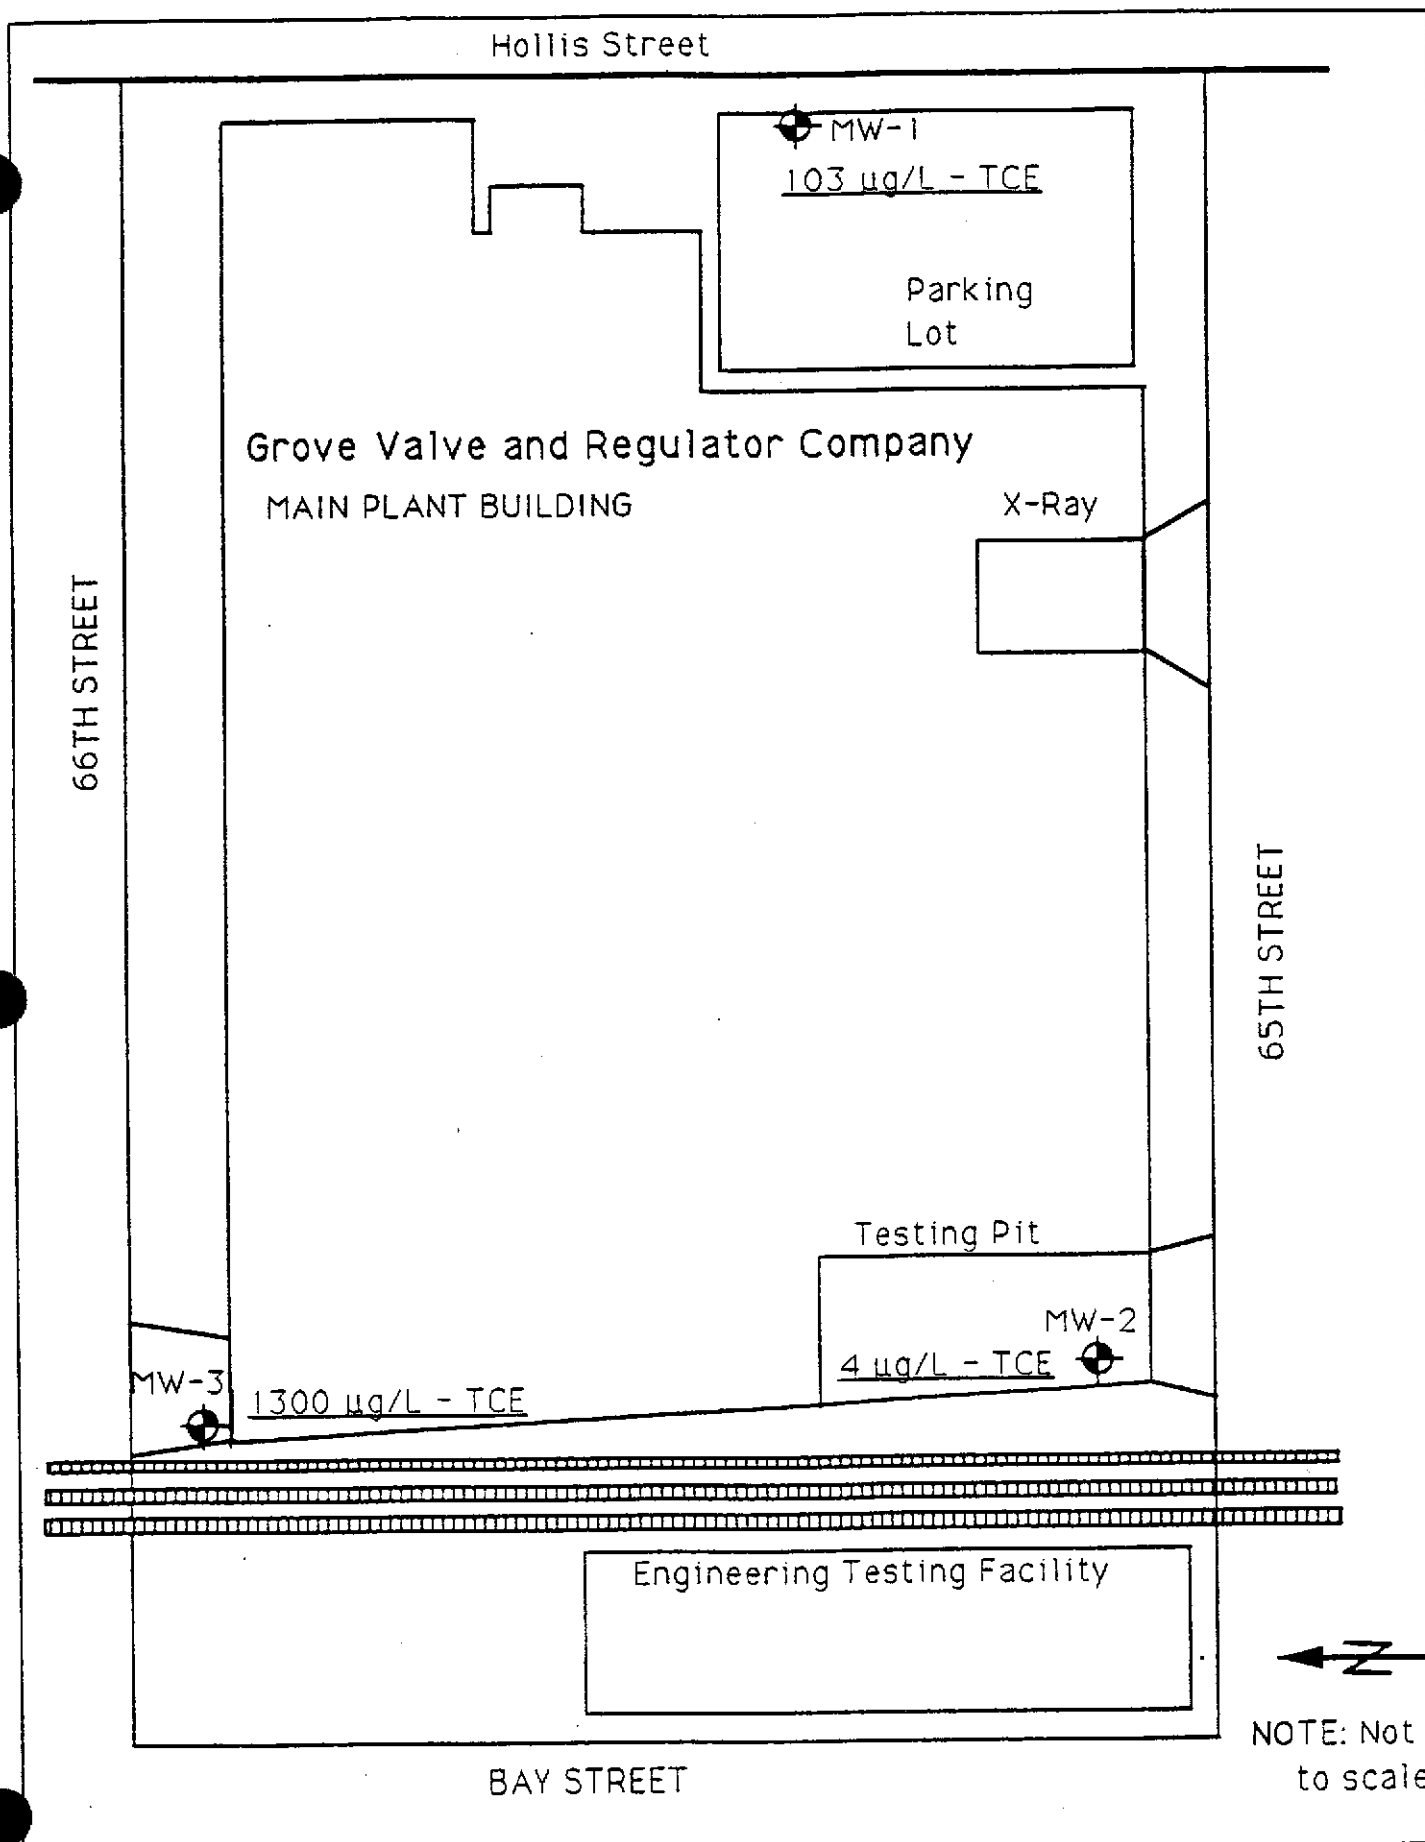 Hollis Street
MW-1
103 µg/L - TCE
Parking
Lot
Grove Valve and Regulator Company
MAIN PLANT BUILDING
X-Ray
66TH STREET
65TH STREET
Testing Pit
MW-2
4 µg/L - TCE
MW-3
1300 µg/L - TCE
Engineering Testing Facility
Z
NOTE: Not
to scale
BAY STREET